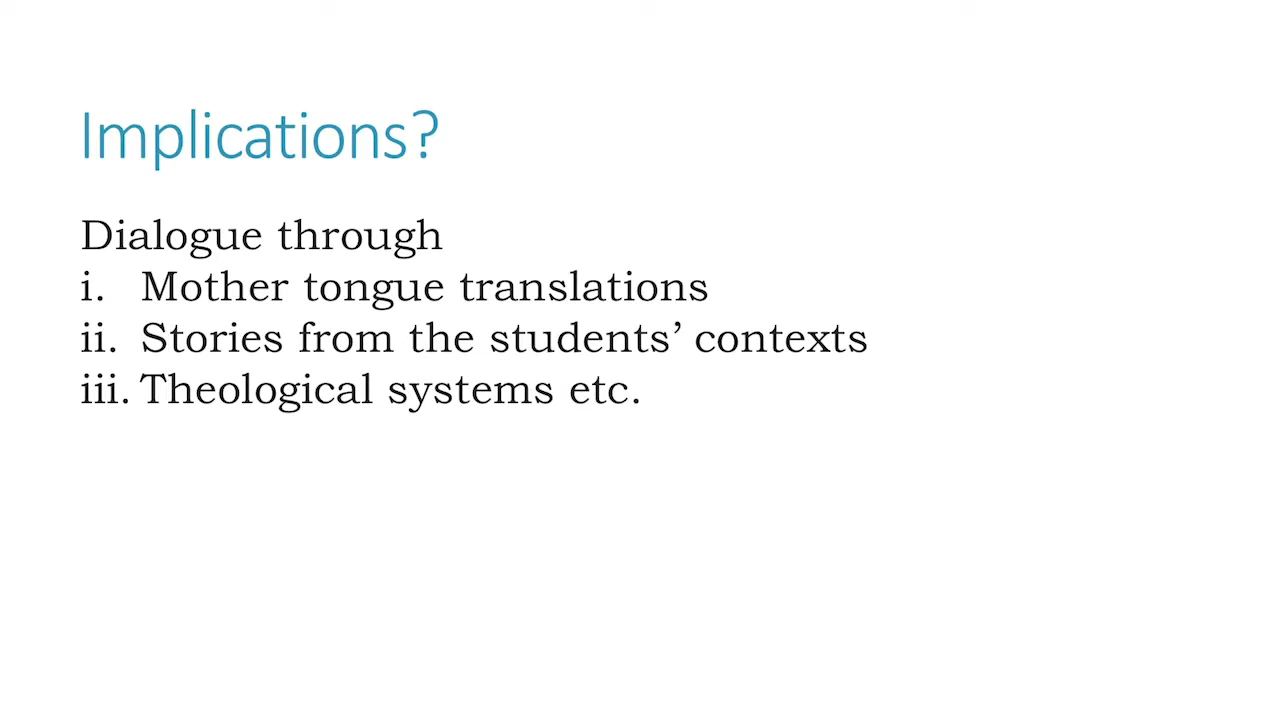 Implications?
Dialogue through
i. Mother tongue translations
ii. Stories from the students’ contexts
iii. Theological systems etc.